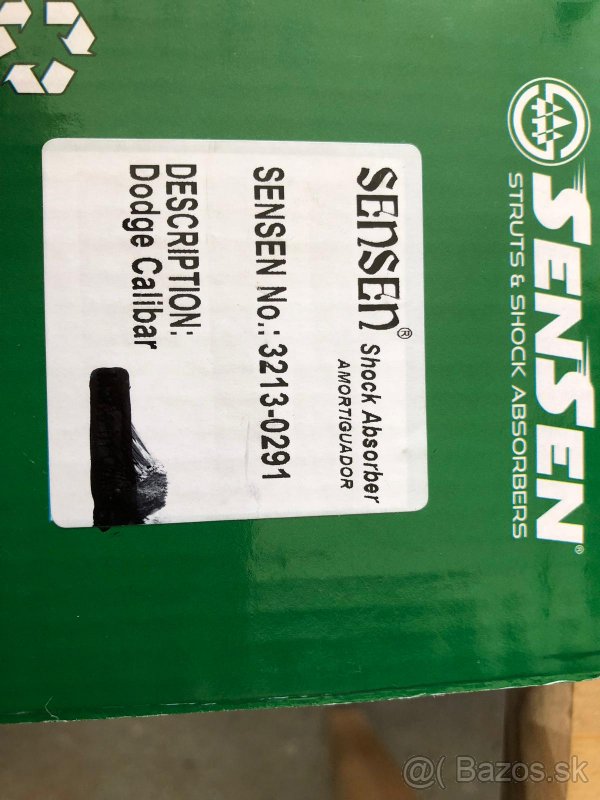 SENSEN®
STRUTS & SHOCK ABSORBERS
SENSEN® Shock Absorber
AMORTIGUADOR
SENSEN No.: 3213-0291
DESCRIPTION:
Dodge Calibar
@( Bazos.sk